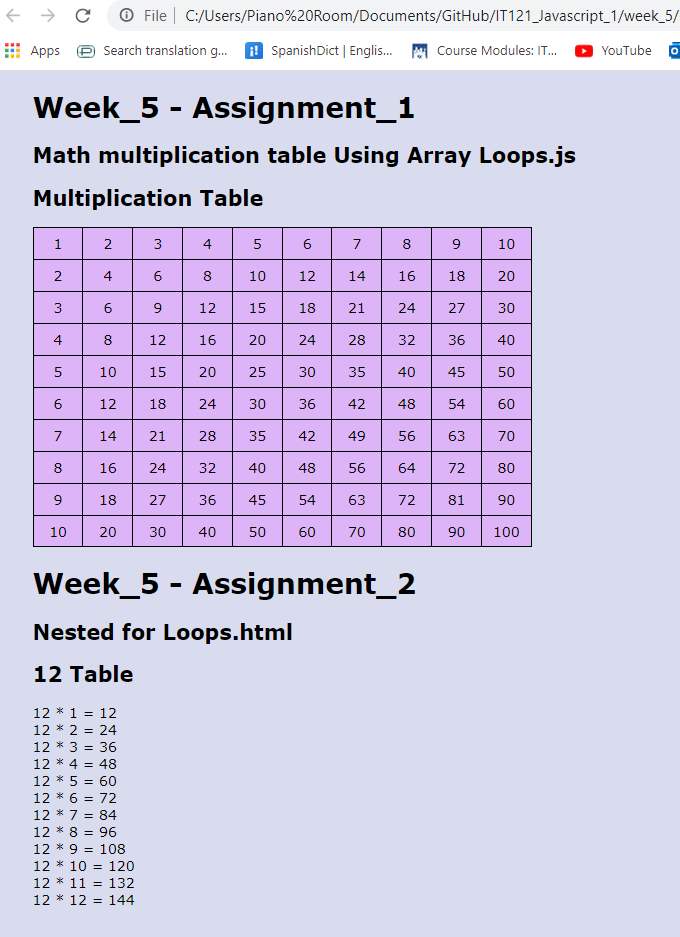 File | C:/Users/Piano%20Room/Documents/GitHub/IT121_Javascript_1/week_5/
Apps Search translation g... SpanishDict | Englis... Course Modules: IT... YouTube
Week_5 - Assignment_1
Math multiplication table Using Array Loops.js
Multiplication Table
1 2 3 4 5 6 7 8 9 10
2 4 6 8 10 12 14 16 18 20
3 6 9 12 15 18 21 24 27 30
4 8 12 16 20 24 28 32 36 40
5 10 15 20 25 30 35 40 45 50
6 12 18 24 30 36 42 48 54 60
7 14 21 28 35 42 49 56 63 70
8 16 24 32 40 48 56 64 72 80
9 18 27 36 45 54 63 72 81 90
10 20 30 40 50 60 70 80 90 100
Week_5 - Assignment_2
Nested for Loops.html
12 Table
12 * 1 = 12
12 * 2 = 24
12 * 3 = 36
12 * 4 = 48
12 * 5 = 60
12 * 6 = 72
12 * 7 = 84
12 * 8 = 96
12 * 9 = 108
12 * 10 = 120
12 * 11 = 132
12 * 12 = 144